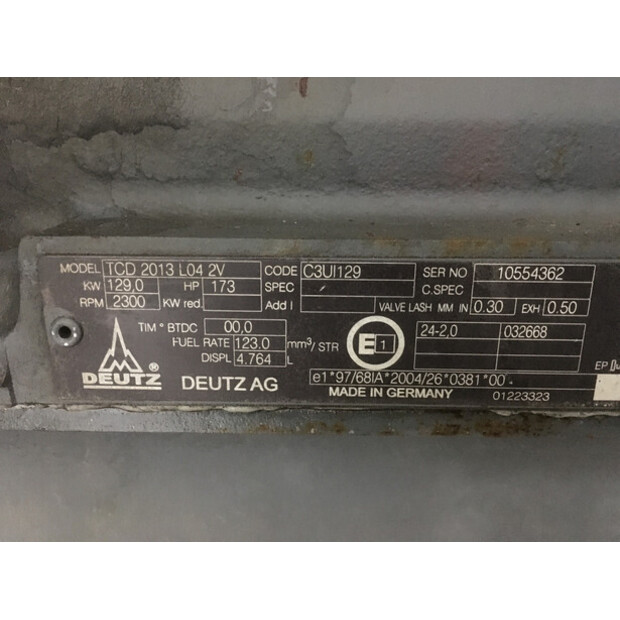 MODEL TCD 2013 L04 2V CODE C3UI129 SER NO 10554362
KW 129,0 HP 173 SPEC C.SPEC
RPM 2300 KW red. Add I VALVE LASH MM IN 0.30 EXH 0.50
TIM ° BTDC 00,0 24-2,0 032668
FUEL RATE 123.0 mm³/STR E 1
DISPL 4.764 L
DEUTZ ® DEUTZ AG e1*97/68IA*2004/26*0381*00
MADE IN GERMANY 01223323
EP